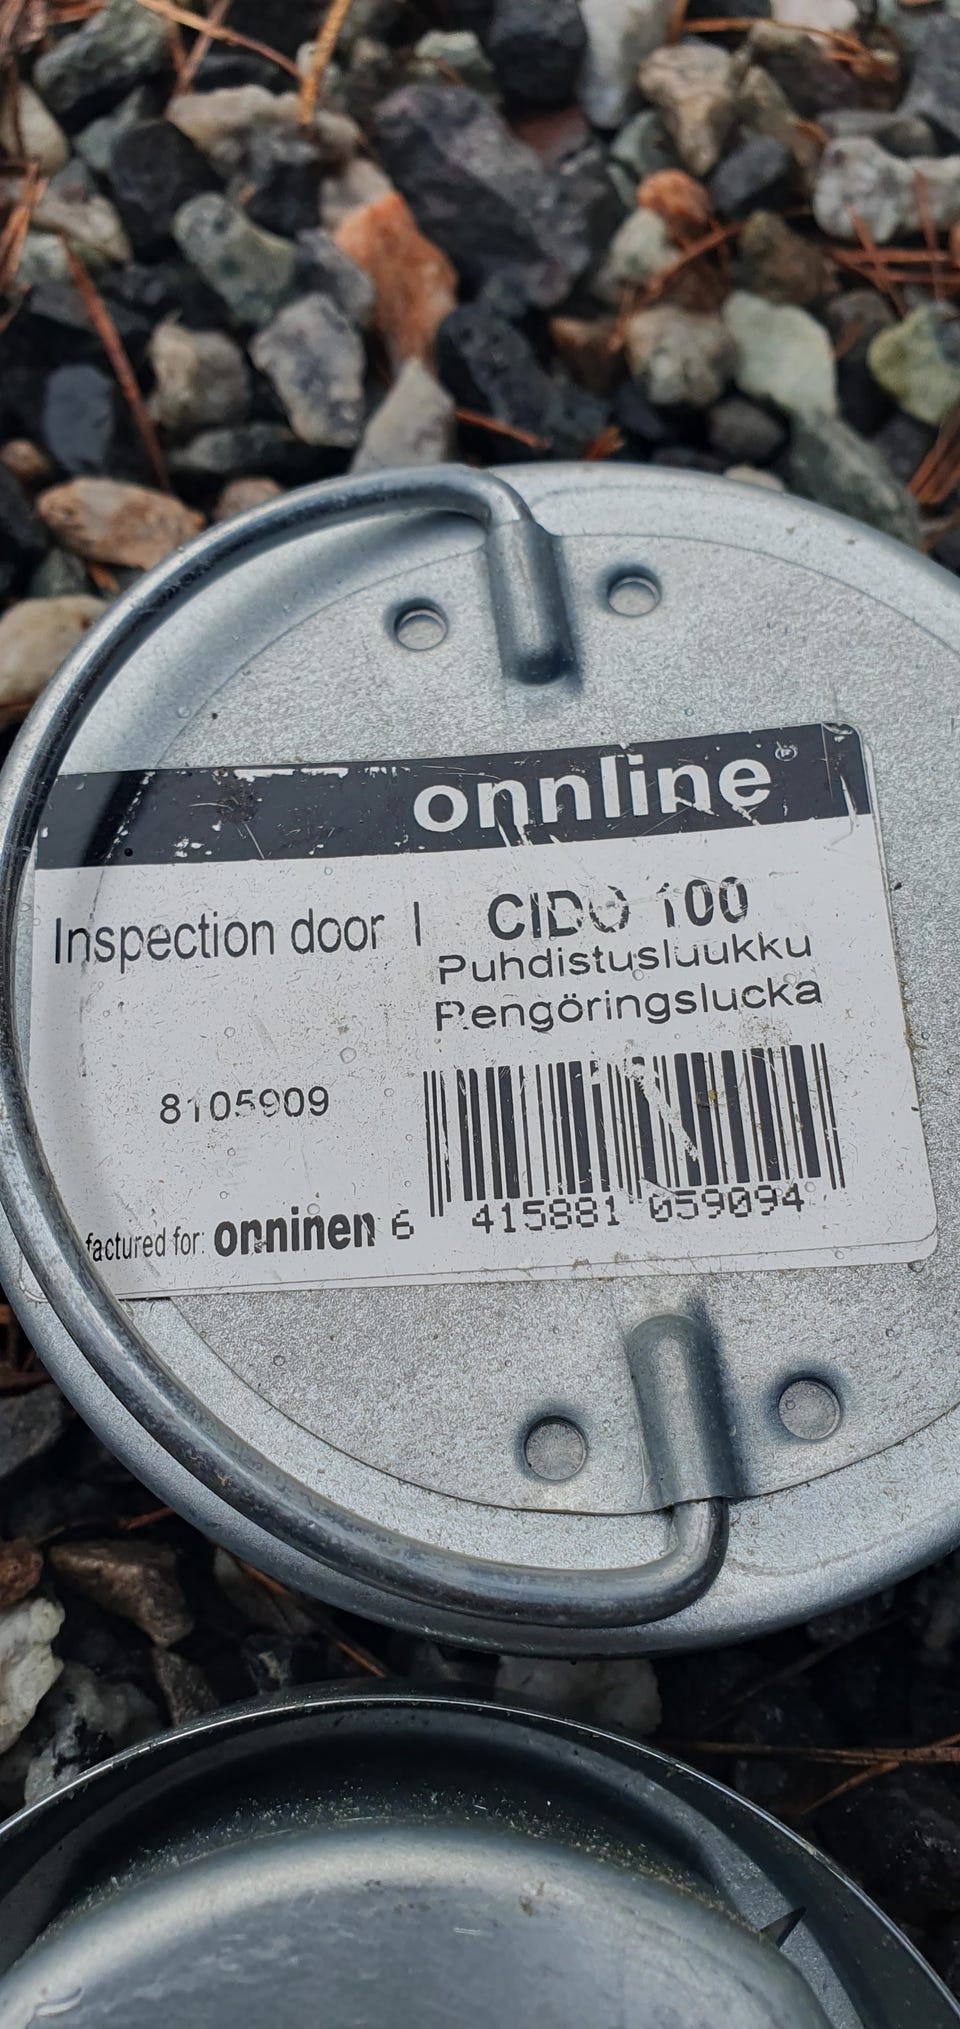 onnline®
Inspection door |
CIDO 100
Puhdistusluukku
Rengöringslucka
8105909
factured for: onninen
6 415881 059094